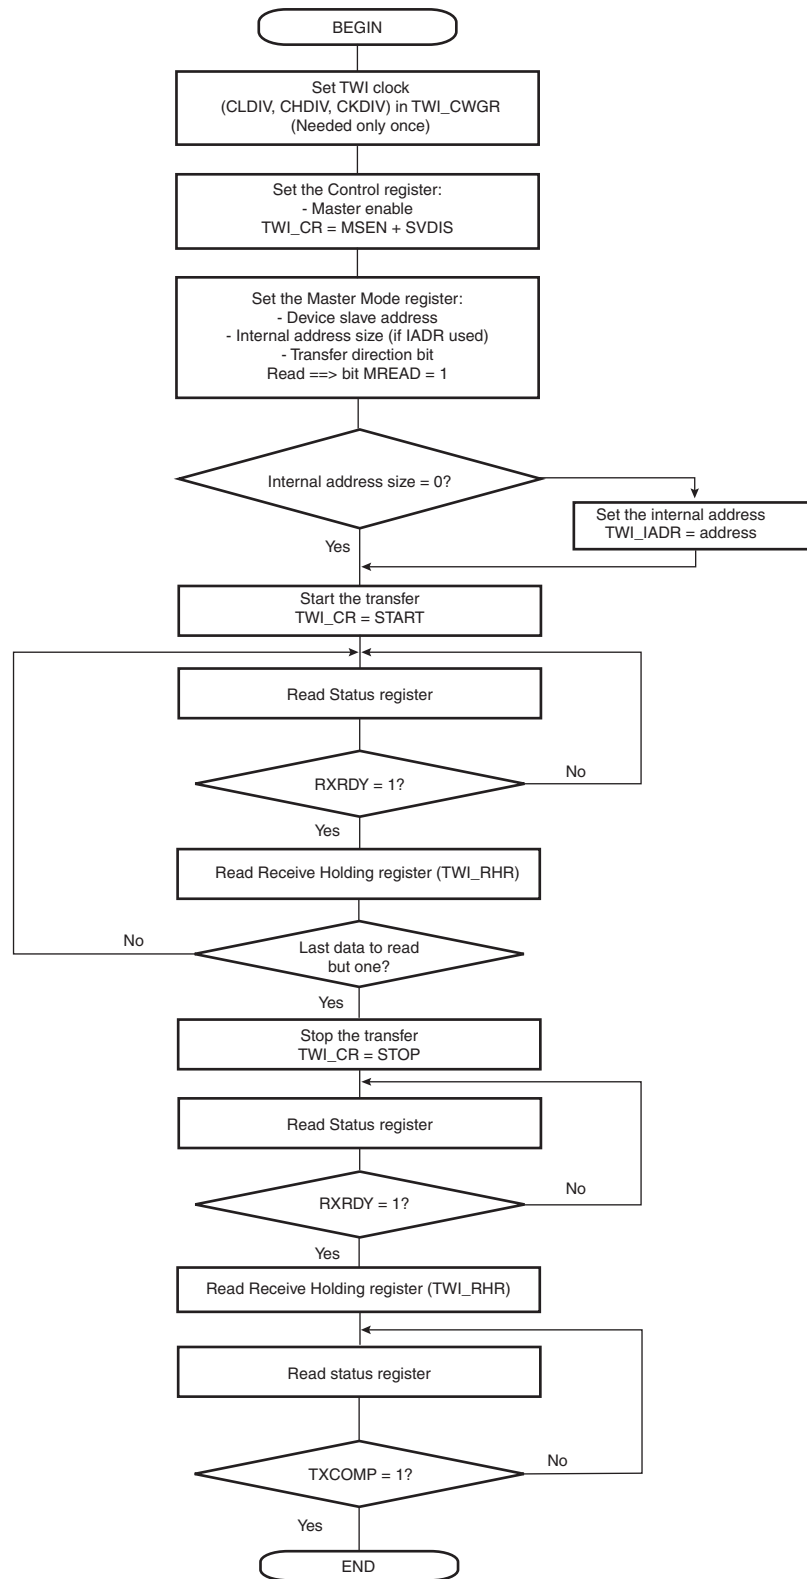 BEGIN
Set TWI clock
(CLDIV, CHDIV, CKDIV) in TWI_CWGR
(Needed only once)
Set the Control register:
- Master enable
TWI_CR = MSEN + SVDIS
Set the Master Mode register:
- Device slave address
- Internal address size (if IADR used)
- Transfer direction bit
Read ==> bit MREAD = 1
Internal address size = 0?
Set the internal address
TWI_IADR = address
Yes
Start the transfer
TWI_CR = START
Read Status register
RXRDY = 1?
No
Yes
Read Receive Holding register (TWI_RHR)
No
Last data to read
but one?
Yes
Stop the transfer
TWI_CR = STOP
Read Status register
RXRDY = 1?
No
Yes
Read Receive Holding register (TWI_RHR)
Read status register
TXCOMP = 1?
No
Yes
END